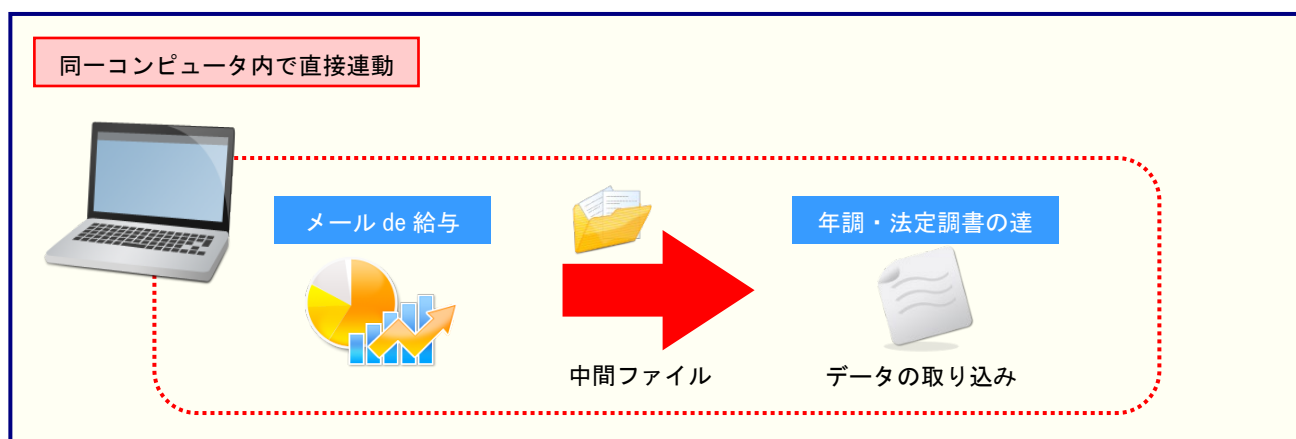 同一コンピュータ内で直接連動
メール de 給与
年調・法定調書の達
中間ファイル
データの取り込み